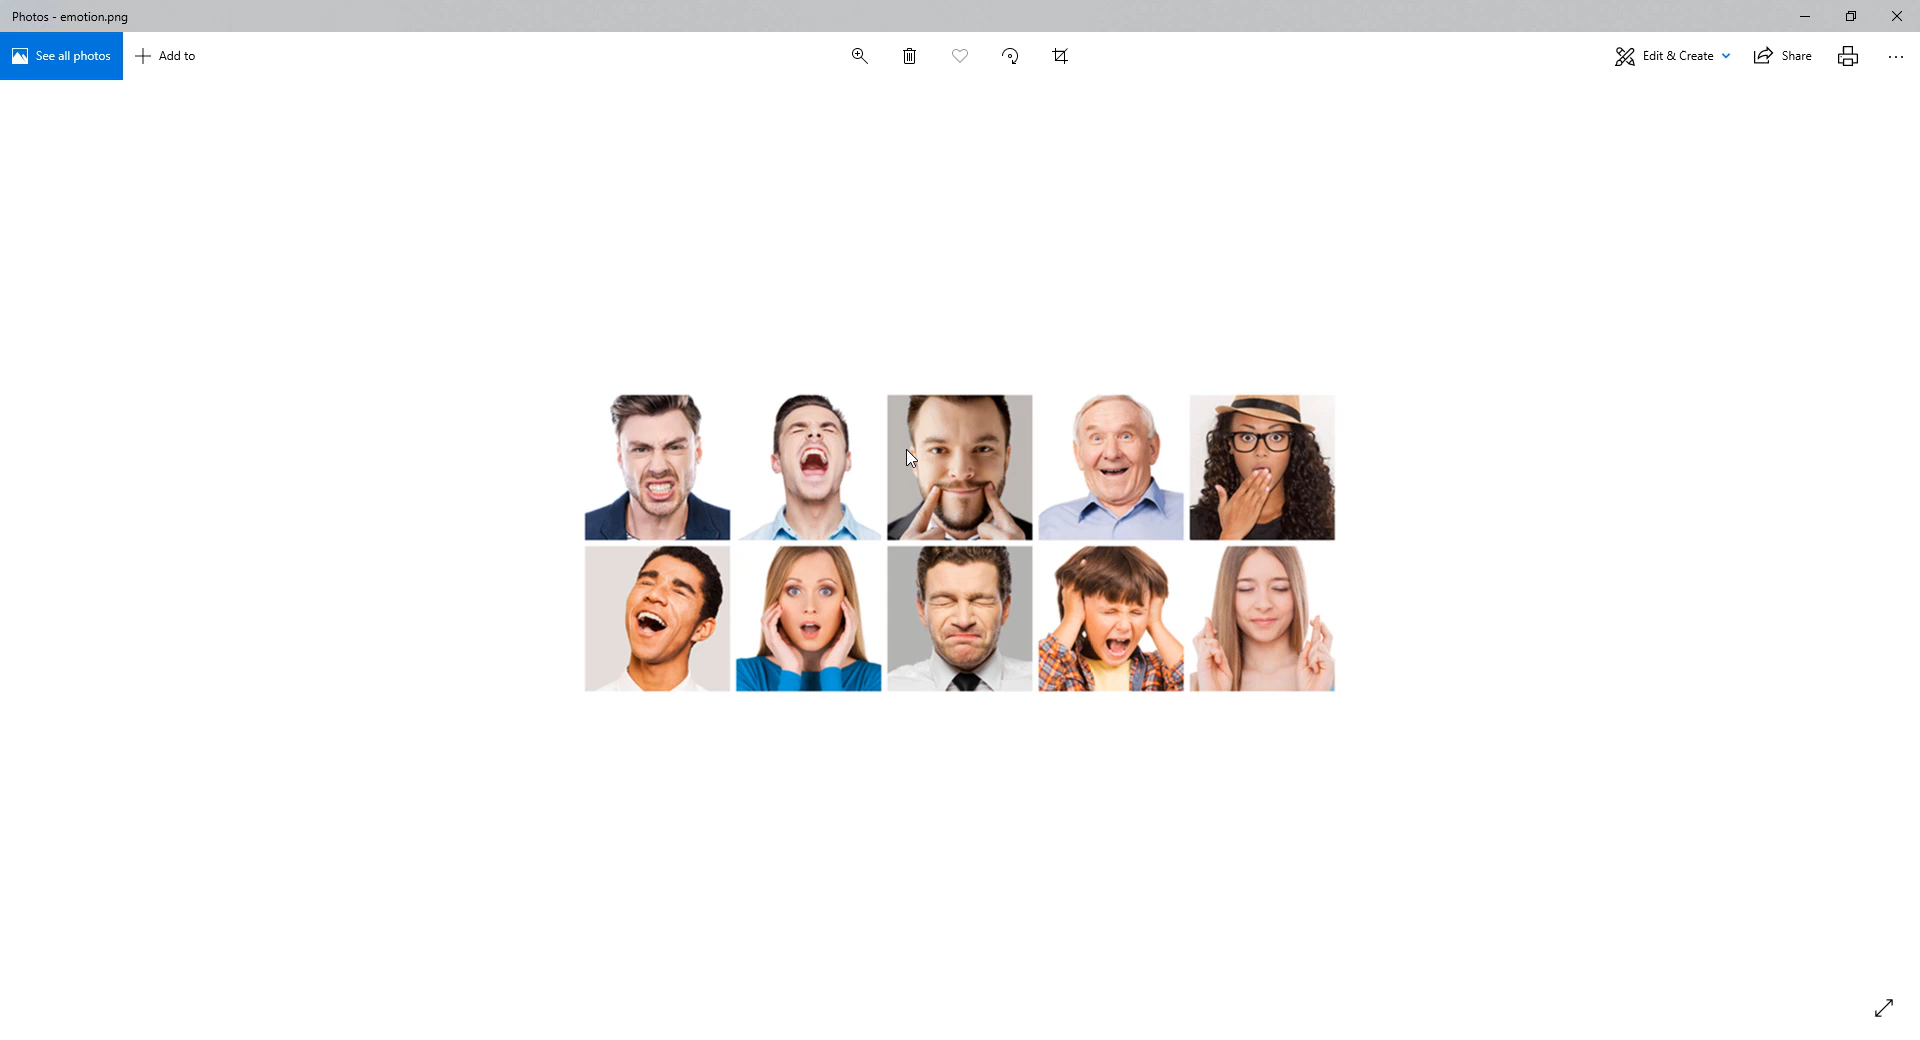 Photos - emotion.png
See all photos
Add to
Edit & Create
Share